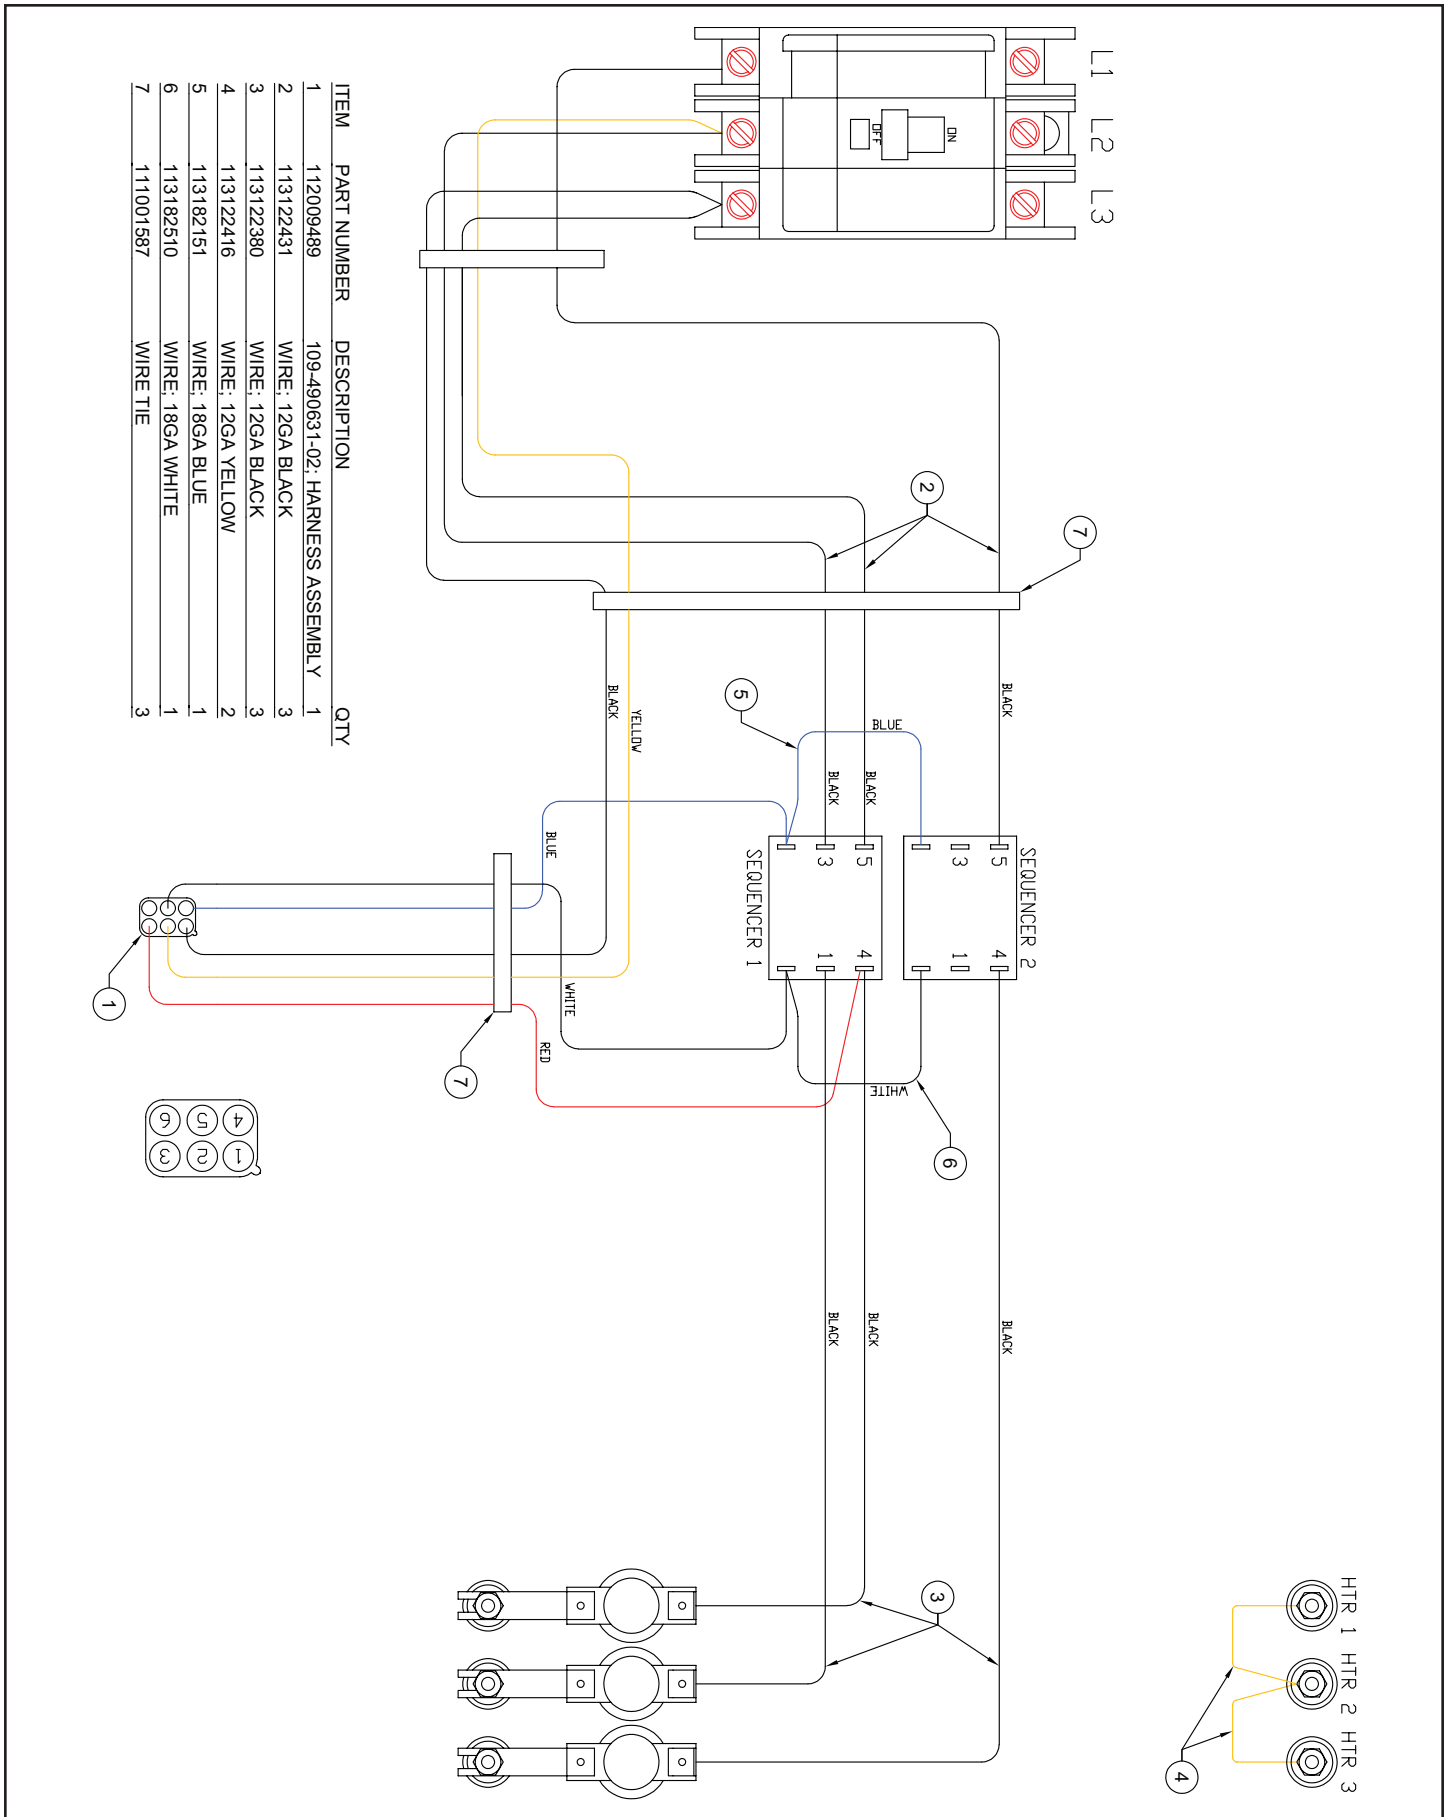 L1 L2 L3
ON
OFF
2
7
BLACK
BLACK
BLACK
BLACK
YELLOW
5
BLUE
BLUE
SEQUENCER 2
5 3
4 1
SEQUENCER 1
5 3
4 1
WHITE
WHITE
RED
6
7
1
4 5 6
1 2 3
BLACK
BLACK
BLACK
3
HTR 1 HTR 2 HTR 3
4
ITEM PART NUMBER DESCRIPTION QTY
1 112009489 109-490631-02; HARNESS ASSEMBLY 1
2 113122431 WIRE; 12GA BLACK 3
3 113122380 WIRE; 12GA BLACK 3
4 113122416 WIRE; 12GA YELLOW 2
5 113182151 WIRE; 18GA BLUE 1
6 113182510 WIRE; 18GA WHITE 1
7 111001587 WIRE TIE 3